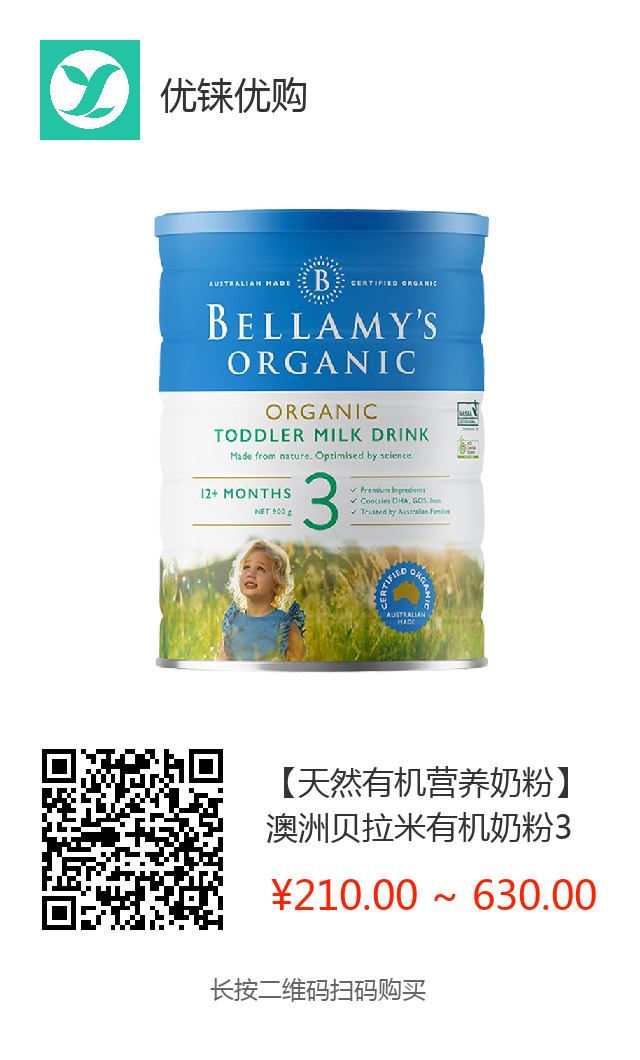 优铼优购
AUSTRALIAN MADE
B
CERTIFIED ORGANIC
BELLAMY'S
ORGANIC
ORGANIC
TODDLER MILK DRINK
Made from nature. Optimised by science.
12+ MONTHS
NET 900 g
3
✓ Premium Ingredients
✓ Contains DHA, GOS, Iron
✓ Trusted by Australian Families
NASAA
CERTIFIED ORGANIC
AUSTRALIAN
MADE
【天然有机营养奶粉】
澳洲贝拉米有机奶粉3
¥210.00 ~ 630.00
长按二维码扫码购买